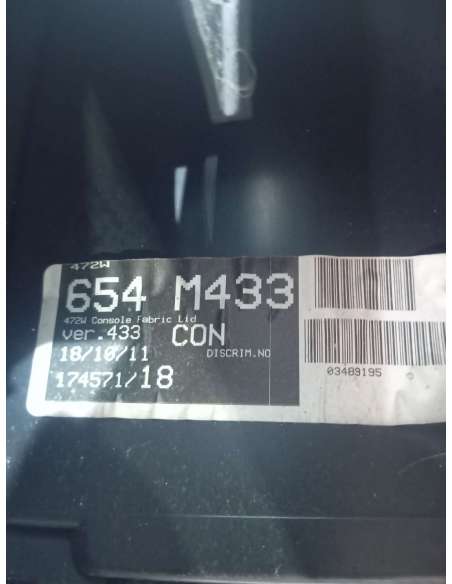 472W
654 M433
472W Console Fabric Lid
ver.433 CON
18/10/11 DISCRIM.NO
174571/18
03489195